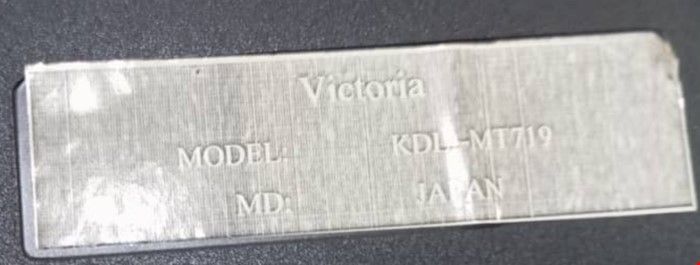 Victoria
MODEL: KDL-MT719
MD: JAPAN